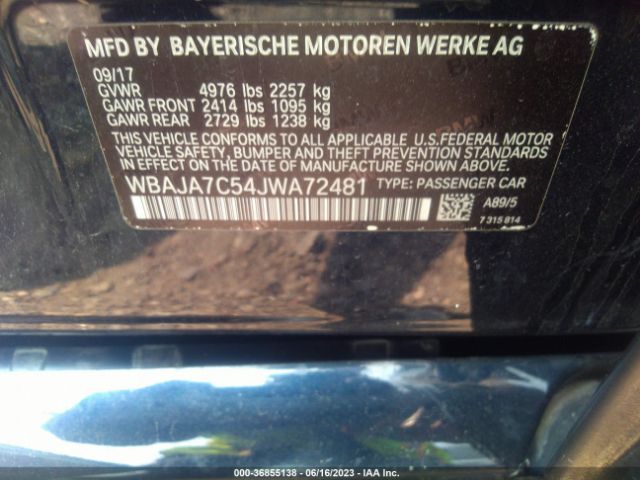 MFD BY BAYERISCHE MOTOREN WERKE AG
09/17
GVWR 4976 lbs 2257 kg
GAWR FRONT 2414 lbs 1095 kg
GAWR REAR 2729 lbs 1238 kg
THIS VEHICLE CONFORMS TO ALL APPLICABLE U.S.FEDERAL MOTOR
VEHICLE SAFETY, BUMPER AND THEFT PREVENTION STANDARDS
IN EFFECT ON DATE OF MANUFACTURE SHOWN ABOVE.
WBAJA7C54JWA72481 TYPE: PASSENGER CAR
A89/5
7 315 814
000-36855138 - 06/16/2023 - IAA Inc.